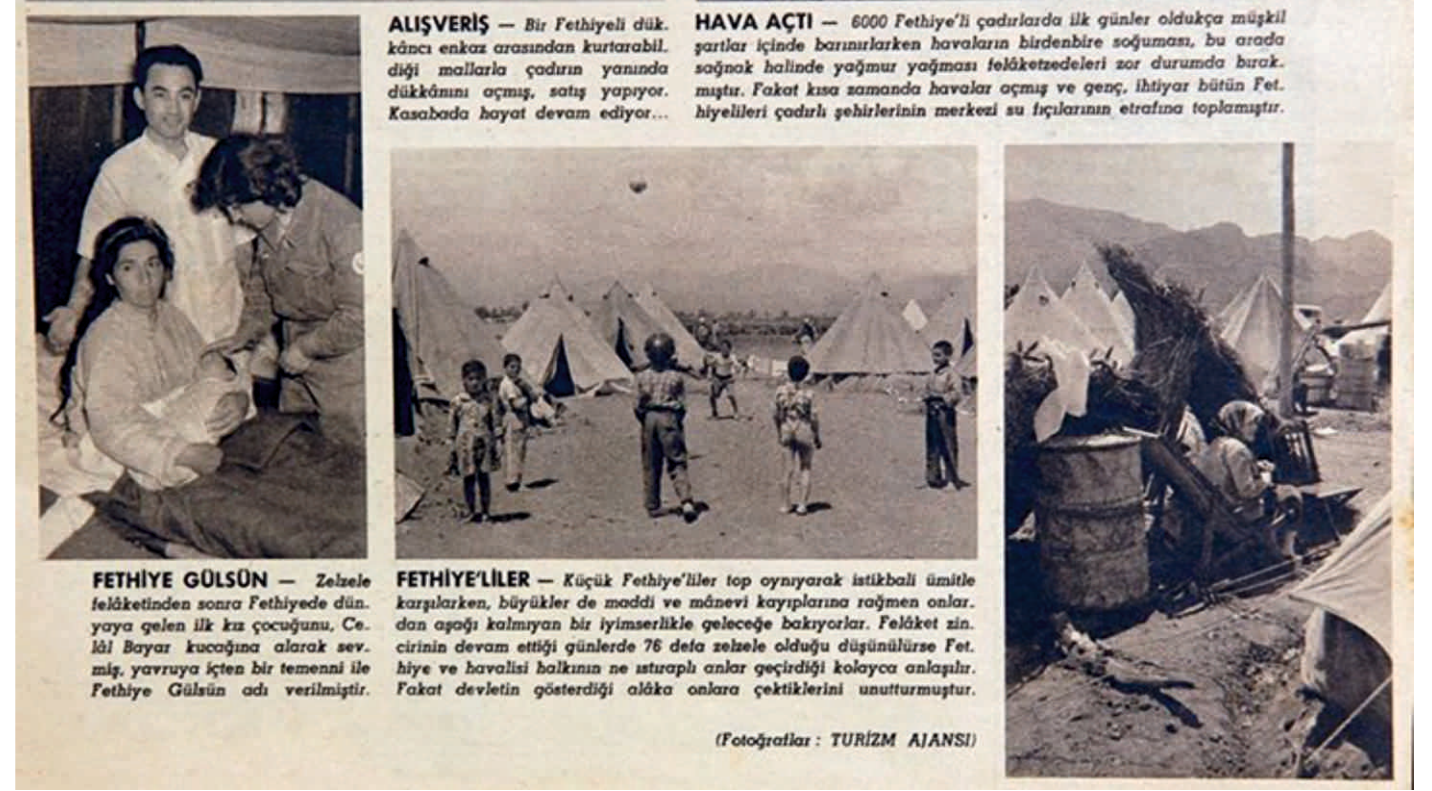 ALIŞVERİŞ — Bir Fethiyeli dük.
kâncı enkaz arasından kurtarabil.
diği mallarla çadırın yanında
dükkânını açmış, satış yapıyor.
Kasabada hayat devam ediyor...
HAVA AÇTI — 6000 Fethiye'li çadırlarda ilk günler oldukça müşkil
şartlar içinde barınırlarken havaların birdenbire soğuması, bu arada
sağnak halinde yağmur yağması felâketzedeleri zor durumda bırak.
mıştır. Fakat kısa zamanda havalar açmış ve genç, ihtiyar bütün Fet.
hiyelileri çadırlı şehirlerinin merkezi su fıçılarının etrafına toplamıştır.
FETHİYE GÜLSÜN — Zelzele
felâketinden sonra Fethiyede dün.
yaya gelen ilk kız çocuğunu, Ce.
lâl Bayar kucağına alarak sev.
miş, yavruya içten bir temenni ile
Fethiye Gülsün adı verilmiştir.
FETHİYE'LİLER — Küçük Fethiye'liler top oynıyarak istikbali ümitle
karşılarken, büyükler de maddi ve mânevi kayıplarına rağmen onlar.
dan aşağı kalmıyan bir iyimserlikle geleceğe bakıyorlar. Felâket zin.
cirinin devam ettiği günlerde 76 defa zelzele olduğu düşünülürse Fet.
hiye ve havalisi halkının ne ıstıraplı anlar geçirdiği kolayca anlaşılır.
Fakat devletin gösterdiği alâka onlara çektiklerini unutturmuştur.
(Fotoğraflar : TURİZM AJANSI)